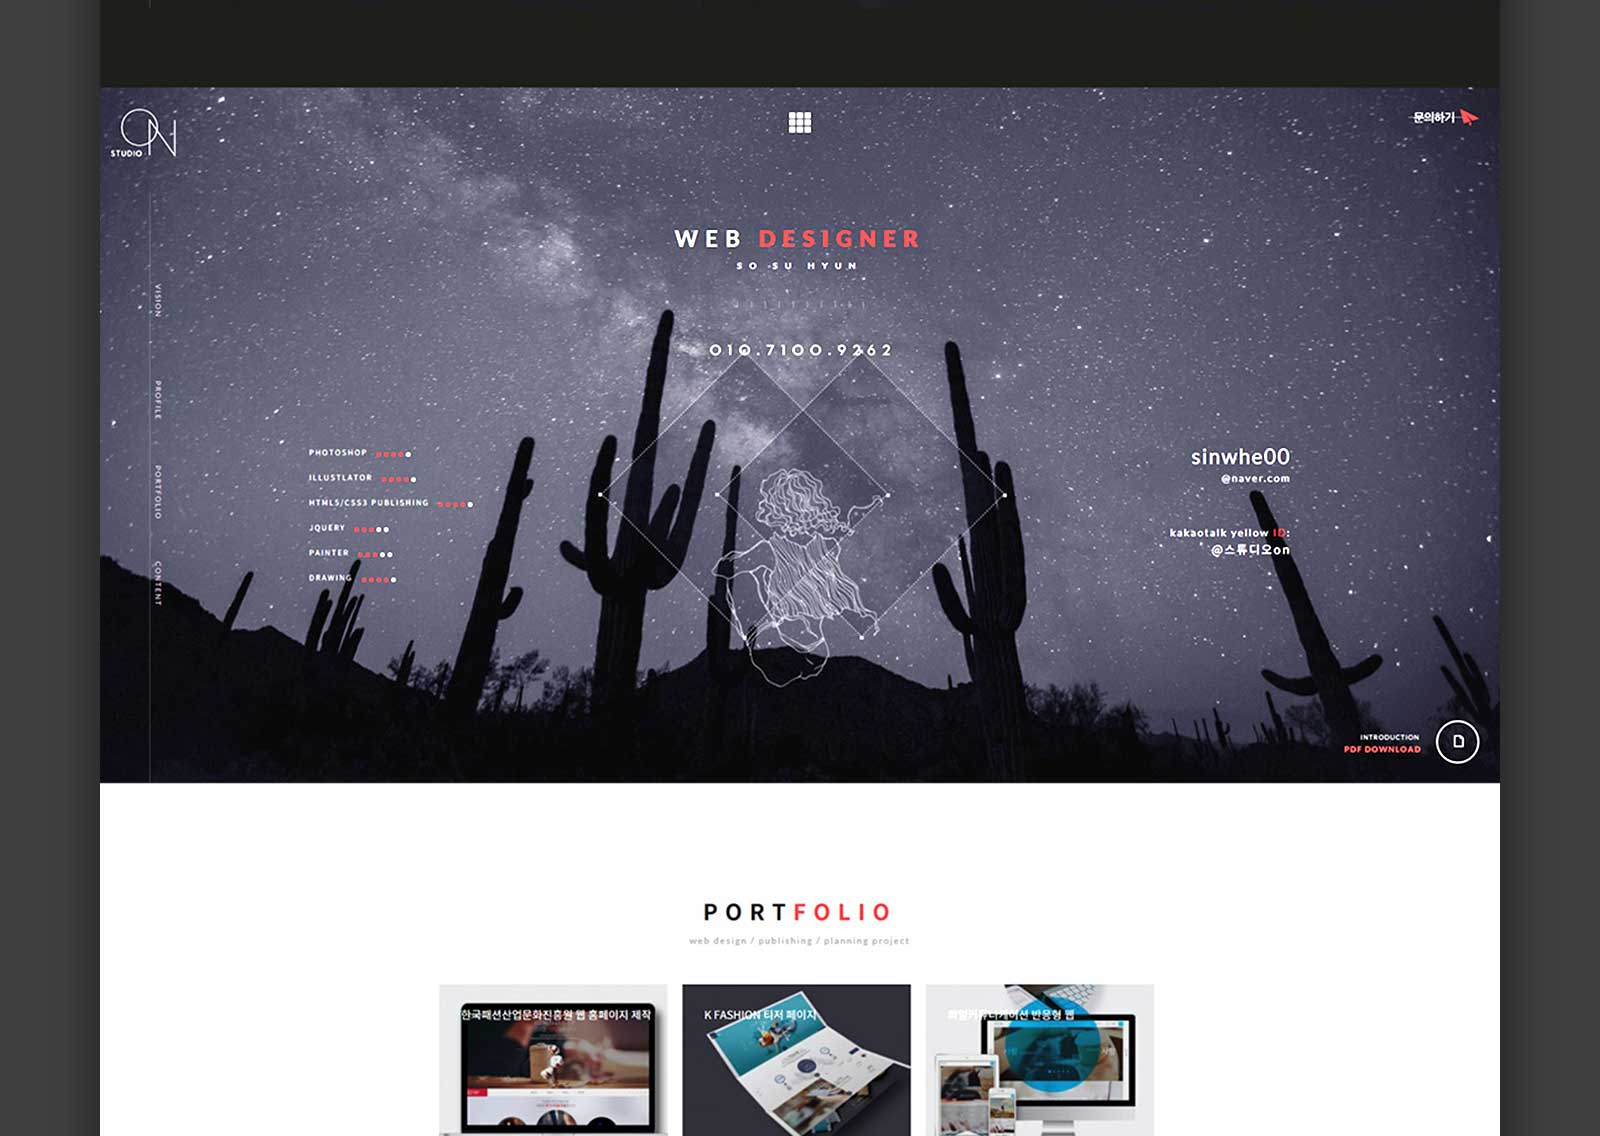 ON
STUDIO
문의하기
WEB DESIGNER
SO SU HYUN
010.7100.9262
VISION
PROFILE
PORTFOLIO
CONTENT
PHOTOSHOP
ILLUSTLATOR
HTML5/CSS3 PUBLISHING
JQUERY
PAINTER
DRAWING
sinwhe00
@naver.com
kakaotalk yellow ID:
@스튜디오on
INTRODUCTION
PDF DOWNLOAD
PORTFOLIO
web design / publishing / planning project
한국패션산업문화진흥원 웹 홈페이지 제작
K FASHION 티저 페이지
반응형 웹